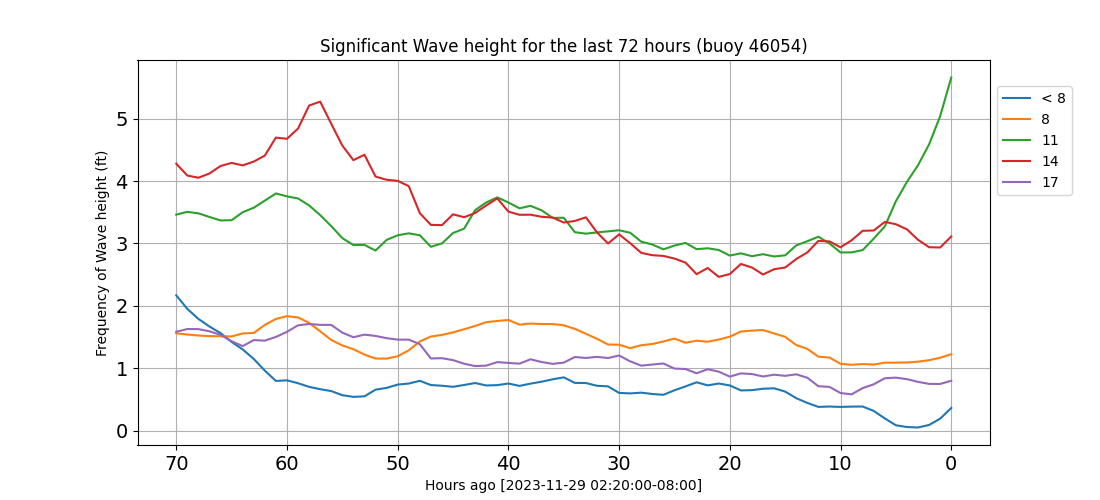 Significant Wave height for the last 72 hours (buoy 46054)
Frequency of Wave height (ft)
5
4
3
2
1
0
70 60 50 40 30 20 10 0
Hours ago [2023-11-29 02:20:00-08:00]
< 8
8
11
14
17